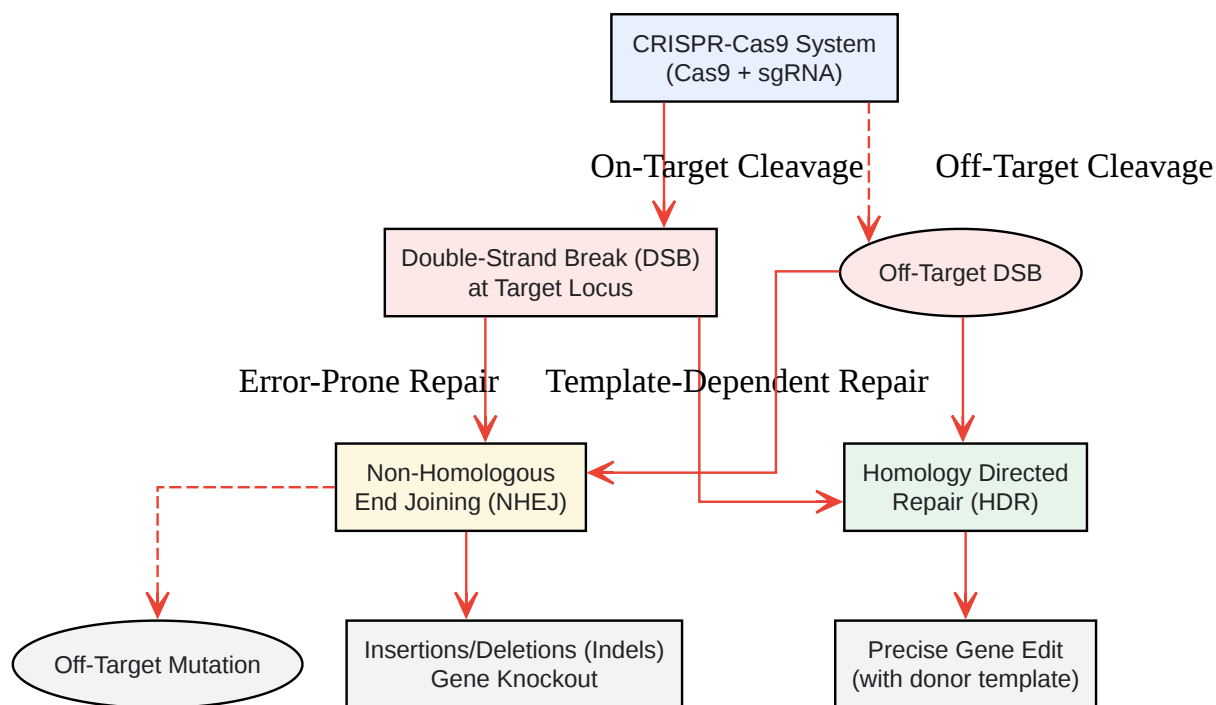 CRISPR-Cas9 System
(Cas9 + sgRNA)
On-Target Cleavage
Off-Target Cleavage
Double-Strand Break (DSB)
at Target Locus
Off-Target DSB
Error-Prone Repair
Template-Dependent Repair
Non-Homologous
End Joining (NHEJ)
Homology Directed
Repair (HDR)
Off-Target Mutation
Insertions/Deletions (Indels)
Gene Knockout
Precise Gene Edit
(with donor template)